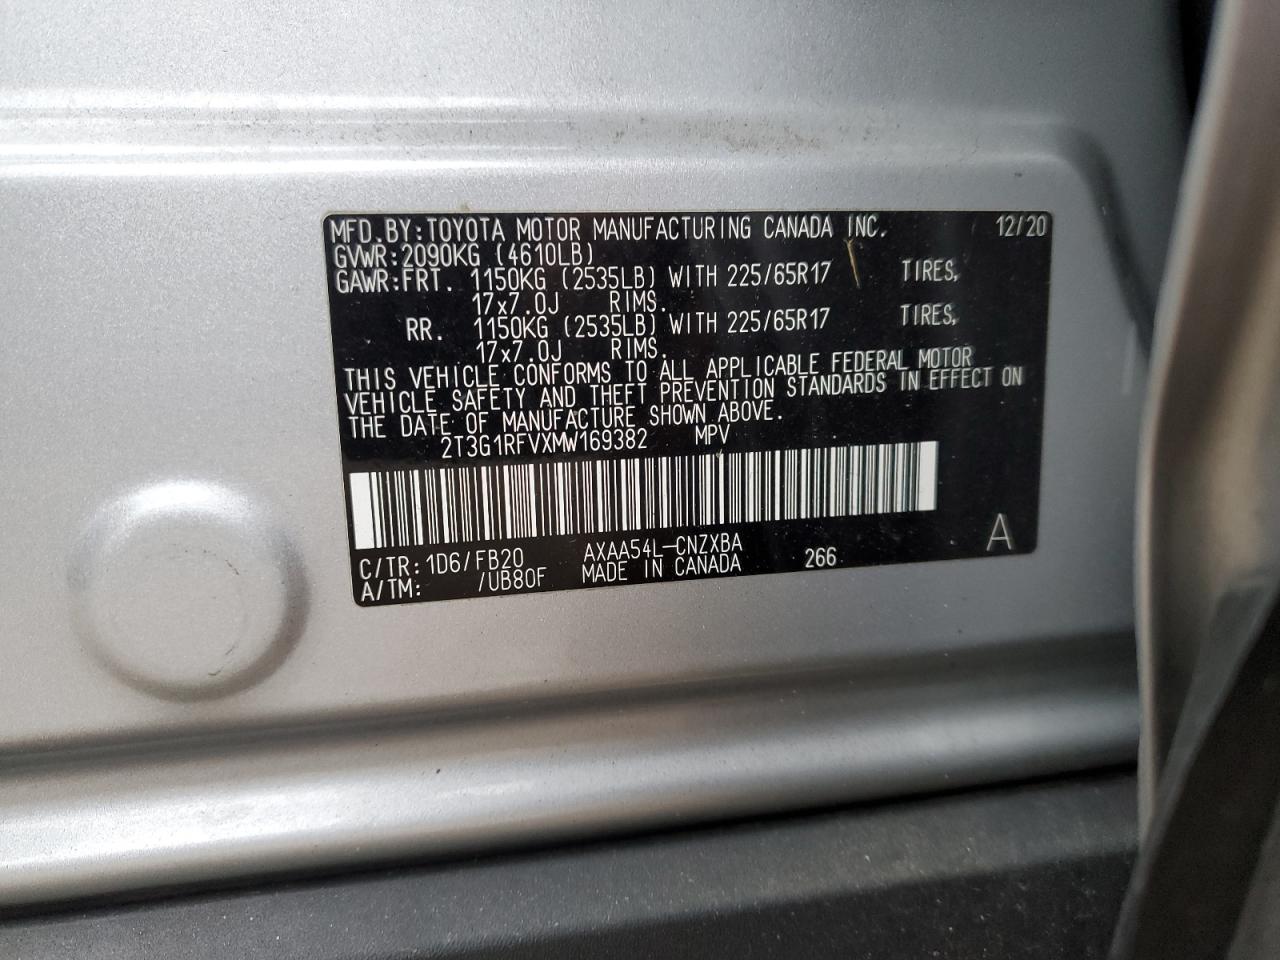 MFD.BY:TOYOTA MOTOR MANUFACTURING CANADA INC. 12/20
GVWR:2090KG (4610LB)
GAWR:FRT. 1150KG (2535LB) WITH 225/65R17 TIRES,
17x7.0J RIMS.
RR. 1150KG (2535LB) WITH 225/65R17 TIRES,
17x7.0J RIMS.
THIS VEHICLE CONFORMS TO ALL APPLICABLE FEDERAL MOTOR
VEHICLE SAFETY AND THEFT PREVENTION STANDARDS IN EFFECT ON
THE DATE OF MANUFACTURE SHOWN ABOVE.
2T3G1RFVXMW169382 MPV
C/TR:1D6/FB20 AXAA54L-CNZXBA A
A/TM: /UB80F MADE IN CANADA 266